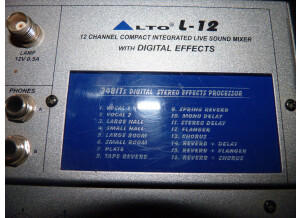 ALTO L-12
12 CHANNEL COMPACT INTEGRATED LIVE SOUND MIXER
WITH DIGITAL EFFECTS
LAMP
12V 0.5A
PHONES
24BITS DIGITAL STEREO EFFECTS PROCESSOR
1. VOCAL 1
2. VOCAL 2
3. LARGE HALL
4. SMALL HALL
5. LARGE ROOM
6. SMALL ROOM
7. PLATE
8. TAPE REVERB
9. SPRING REVERB
10. MONO DELAY
11. STEREO DELAY
12. FLANGER
13. CHORUS
14. REVERB + DELAY
15. REVERB + FLANGER
16. REVERB + CHORUS